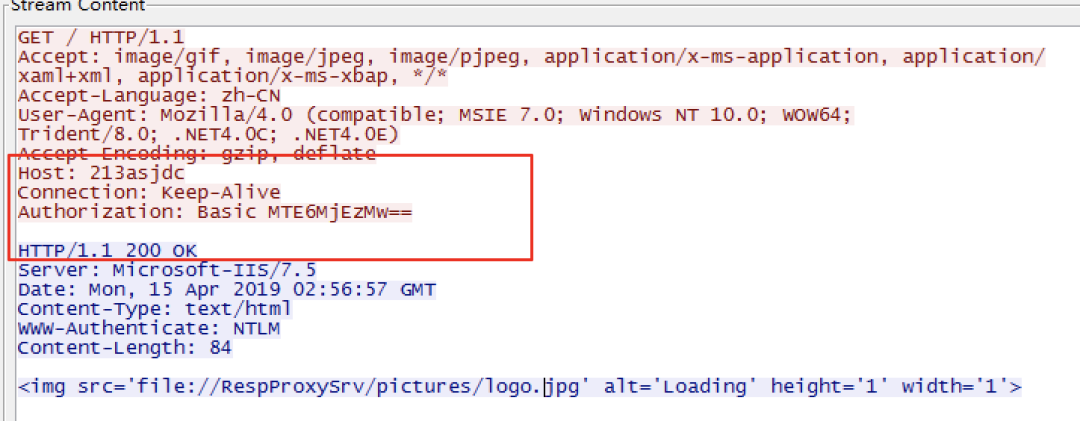 Stream Content
GET / HTTP/1.1
Accept: image/gif, image/jpeg, image/pjpeg, application/x-ms-application, application/
xaml+xml, application/x-ms-xbap, */*
Accept-Language: zh-CN
User-Agent: Mozilla/4.0 (compatible; MSIE 7.0; Windows NT 10.0; WOW64;
Trident/8.0; .NET4.0C; .NET4.0E)
Accept-Encoding: gzip, deflate
Host: 213asjdc
Connection: Keep-Alive
Authorization: Basic MTE6MjEzMw==
HTTP/1.1 200 OK
Server: Microsoft-IIS/7.5
Date: Mon, 15 Apr 2019 02:56:57 GMT
Content-Type: text/html
WWW-Authenticate: NTLM
Content-Length: 84
<img src='file://RespProxySrv/pictures/logo.jpg' alt='Loading' height='1' width='1'>